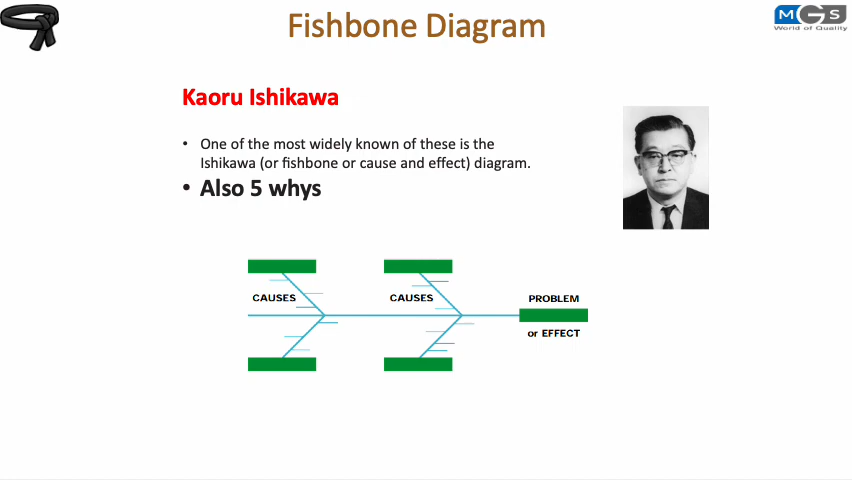 Fishbone Diagram
MGS
World of Quality
Kaoru Ishikawa
• One of the most widely known of these is the
Ishikawa (or fishbone or cause and effect) diagram.
• Also 5 whys
CAUSES
CAUSES
PROBLEM
or EFFECT